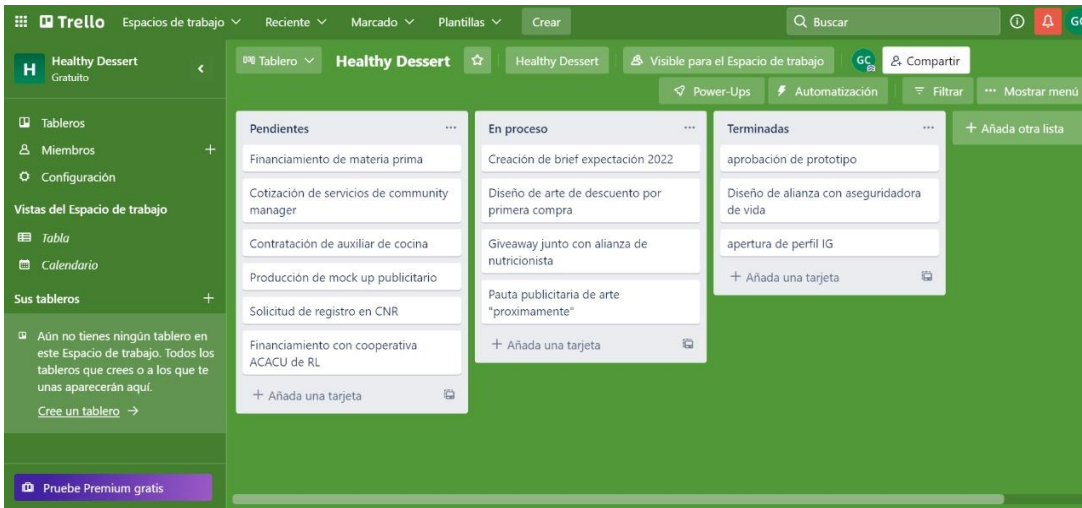 Trello Espacios de trabajo Reciente Marcado Plantillas Crear Buscar
H Healthy Dessert
Gratuito
Tablero Healthy Dessert Healthy Dessert Visible para el Espacio de trabajo GC Compartir
Power-Ups Automatización Filtrar Mostrar menú
Tableros
Miembros
Configuración
Vistas del Espacio de trabajo
Tabla
Calendario
Sus tableros
Aún no tienes ningún tablero en
este Espacio de trabajo. Todos los
tableros que crees o a los que te
unas aparecerán aquí.
Cree un tablero →
Pruebe Premium gratis
Pendientes
Financiamiento de materia prima
Cotización de servicios de community
manager
Contratación de auxiliar de cocina
Producción de mock up publicitario
Solicitud de registro en CNR
Financiamiento con cooperativa
ACACU de RL
+ Añada una tarjeta
En proceso
Creación de brief expectación 2022
Diseño de arte de descuento por
primera compra
Giveaway junto con alianza de
nutricionista
Pauta publicitaria de arte
"proximamente"
+ Añada una tarjeta
Terminadas
aprobación de prototipo
Diseño de alianza con aseguridadora
de vida
apertura de perfil IG
+ Añada una tarjeta
+ Añada otra lista